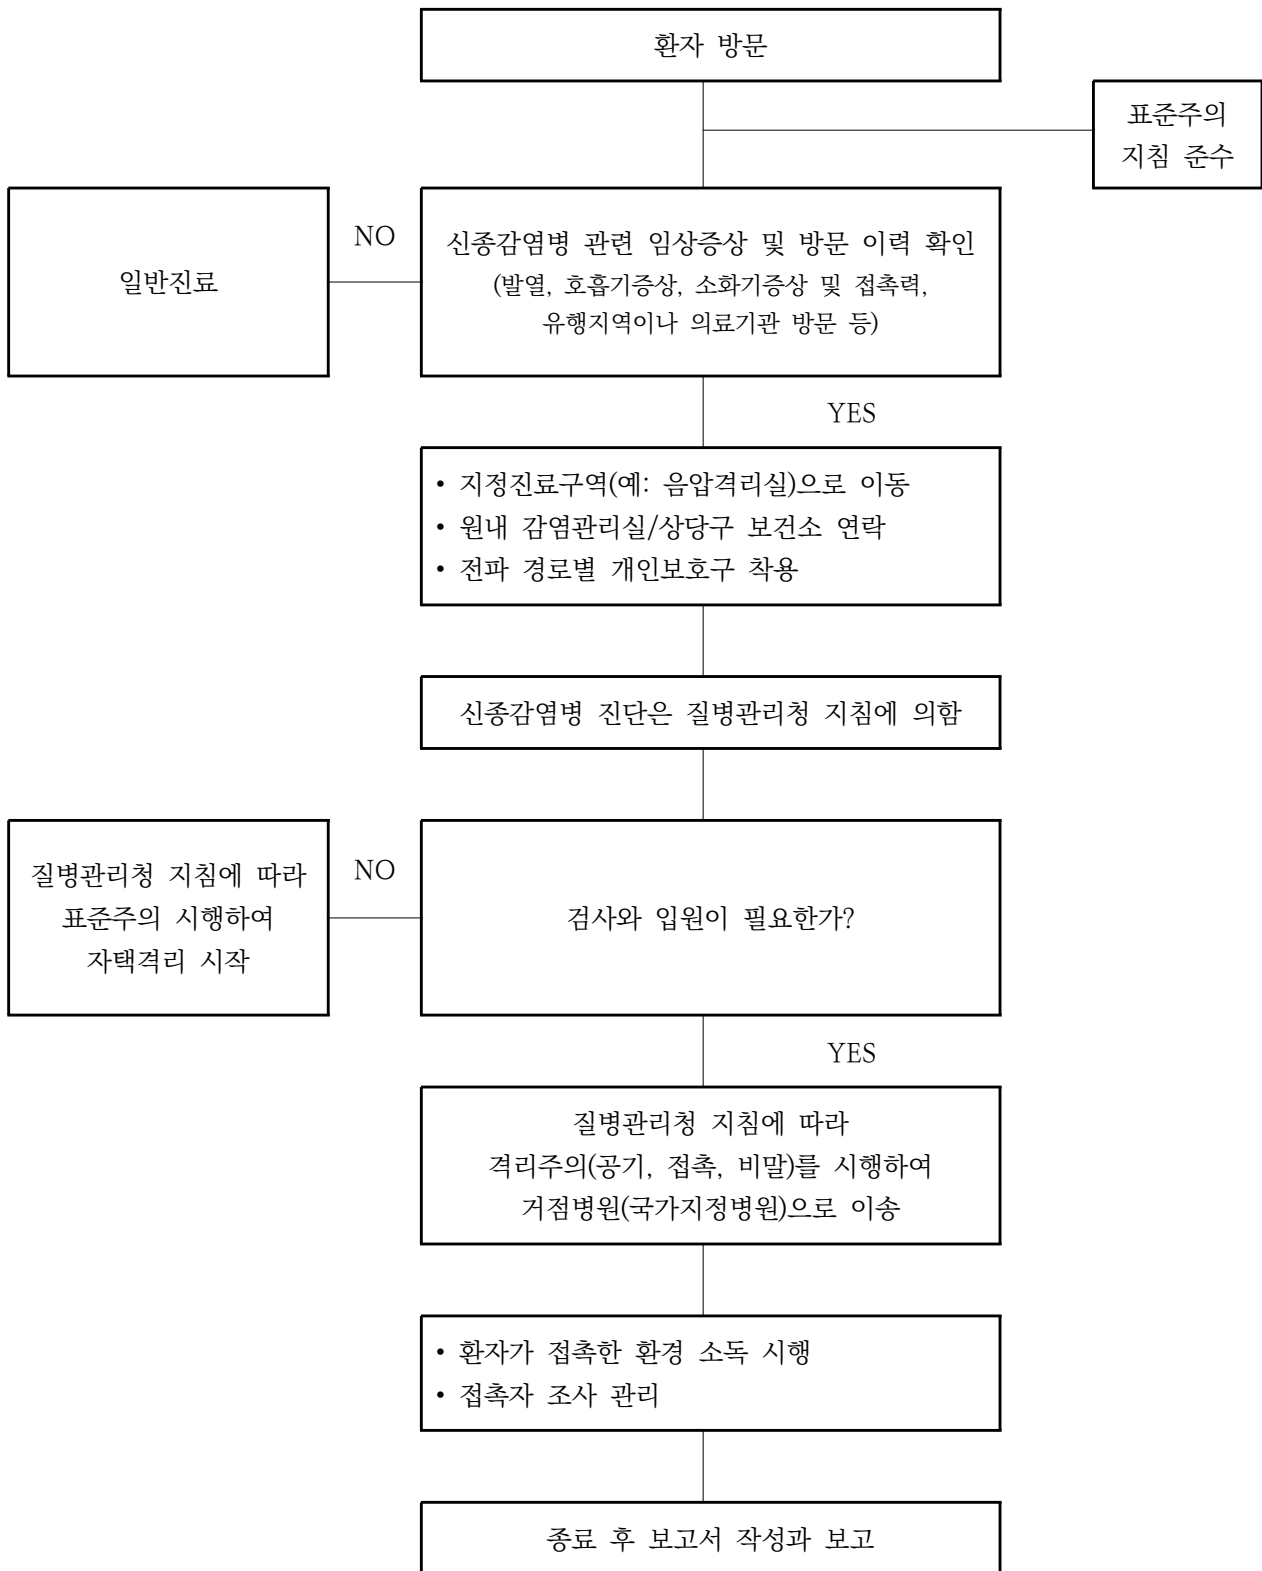 환자 방문
표준주의
지침 준수
일반진료
NO
신종감염병 관련 임상증상 및 방문 이력 확인
(발열, 호흡기증상, 소화기증상 및 접촉력,
유행지역이나 의료기관 방문 등)
YES
• 지정진료구역(예: 음압격리실)으로 이동
• 원내 감염관리실/상당구 보건소 연락
• 전파 경로별 개인보호구 착용
신종감염병 진단은 질병관리청 지침에 의함
질병관리청 지침에 따라
표준주의 시행하여
자택격리 시작
NO
검사와 입원이 필요한가?
YES
질병관리청 지침에 따라
격리주의(공기, 접촉, 비말)를 시행하여
거점병원(국가지정병원)으로 이송
• 환자가 접촉한 환경 소독 시행
• 접촉자 조사 관리
종료 후 보고서 작성과 보고